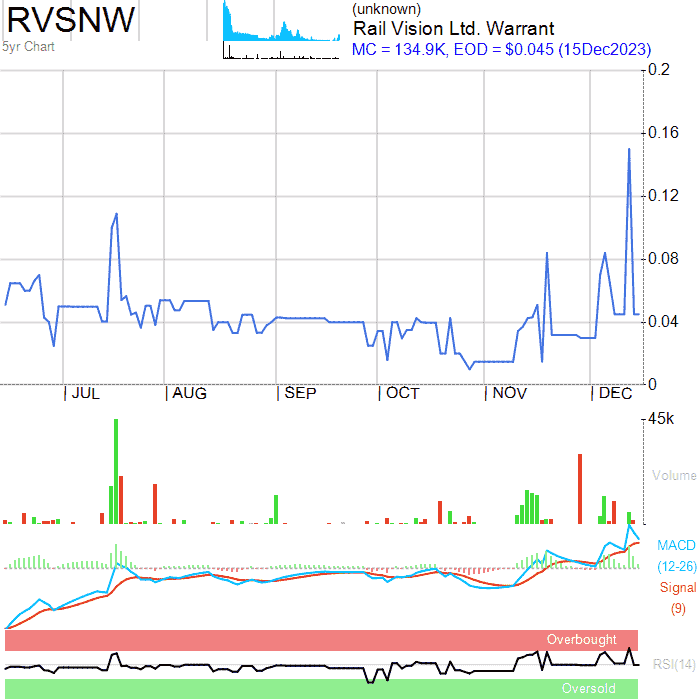 RVSNW
5yr Chart
(unknown)
Rail Vision Ltd. Warrant
MC = 134.9K, EOD = $0.045 (15Dec2023)
0.2
0.16
0.12
0.08
0.04
0
JUL AUG SEP OCT NOV DEC
45k
Volume
MACD
(12-26)
Signal
(9)
Overbought
RSI(14)
Oversold